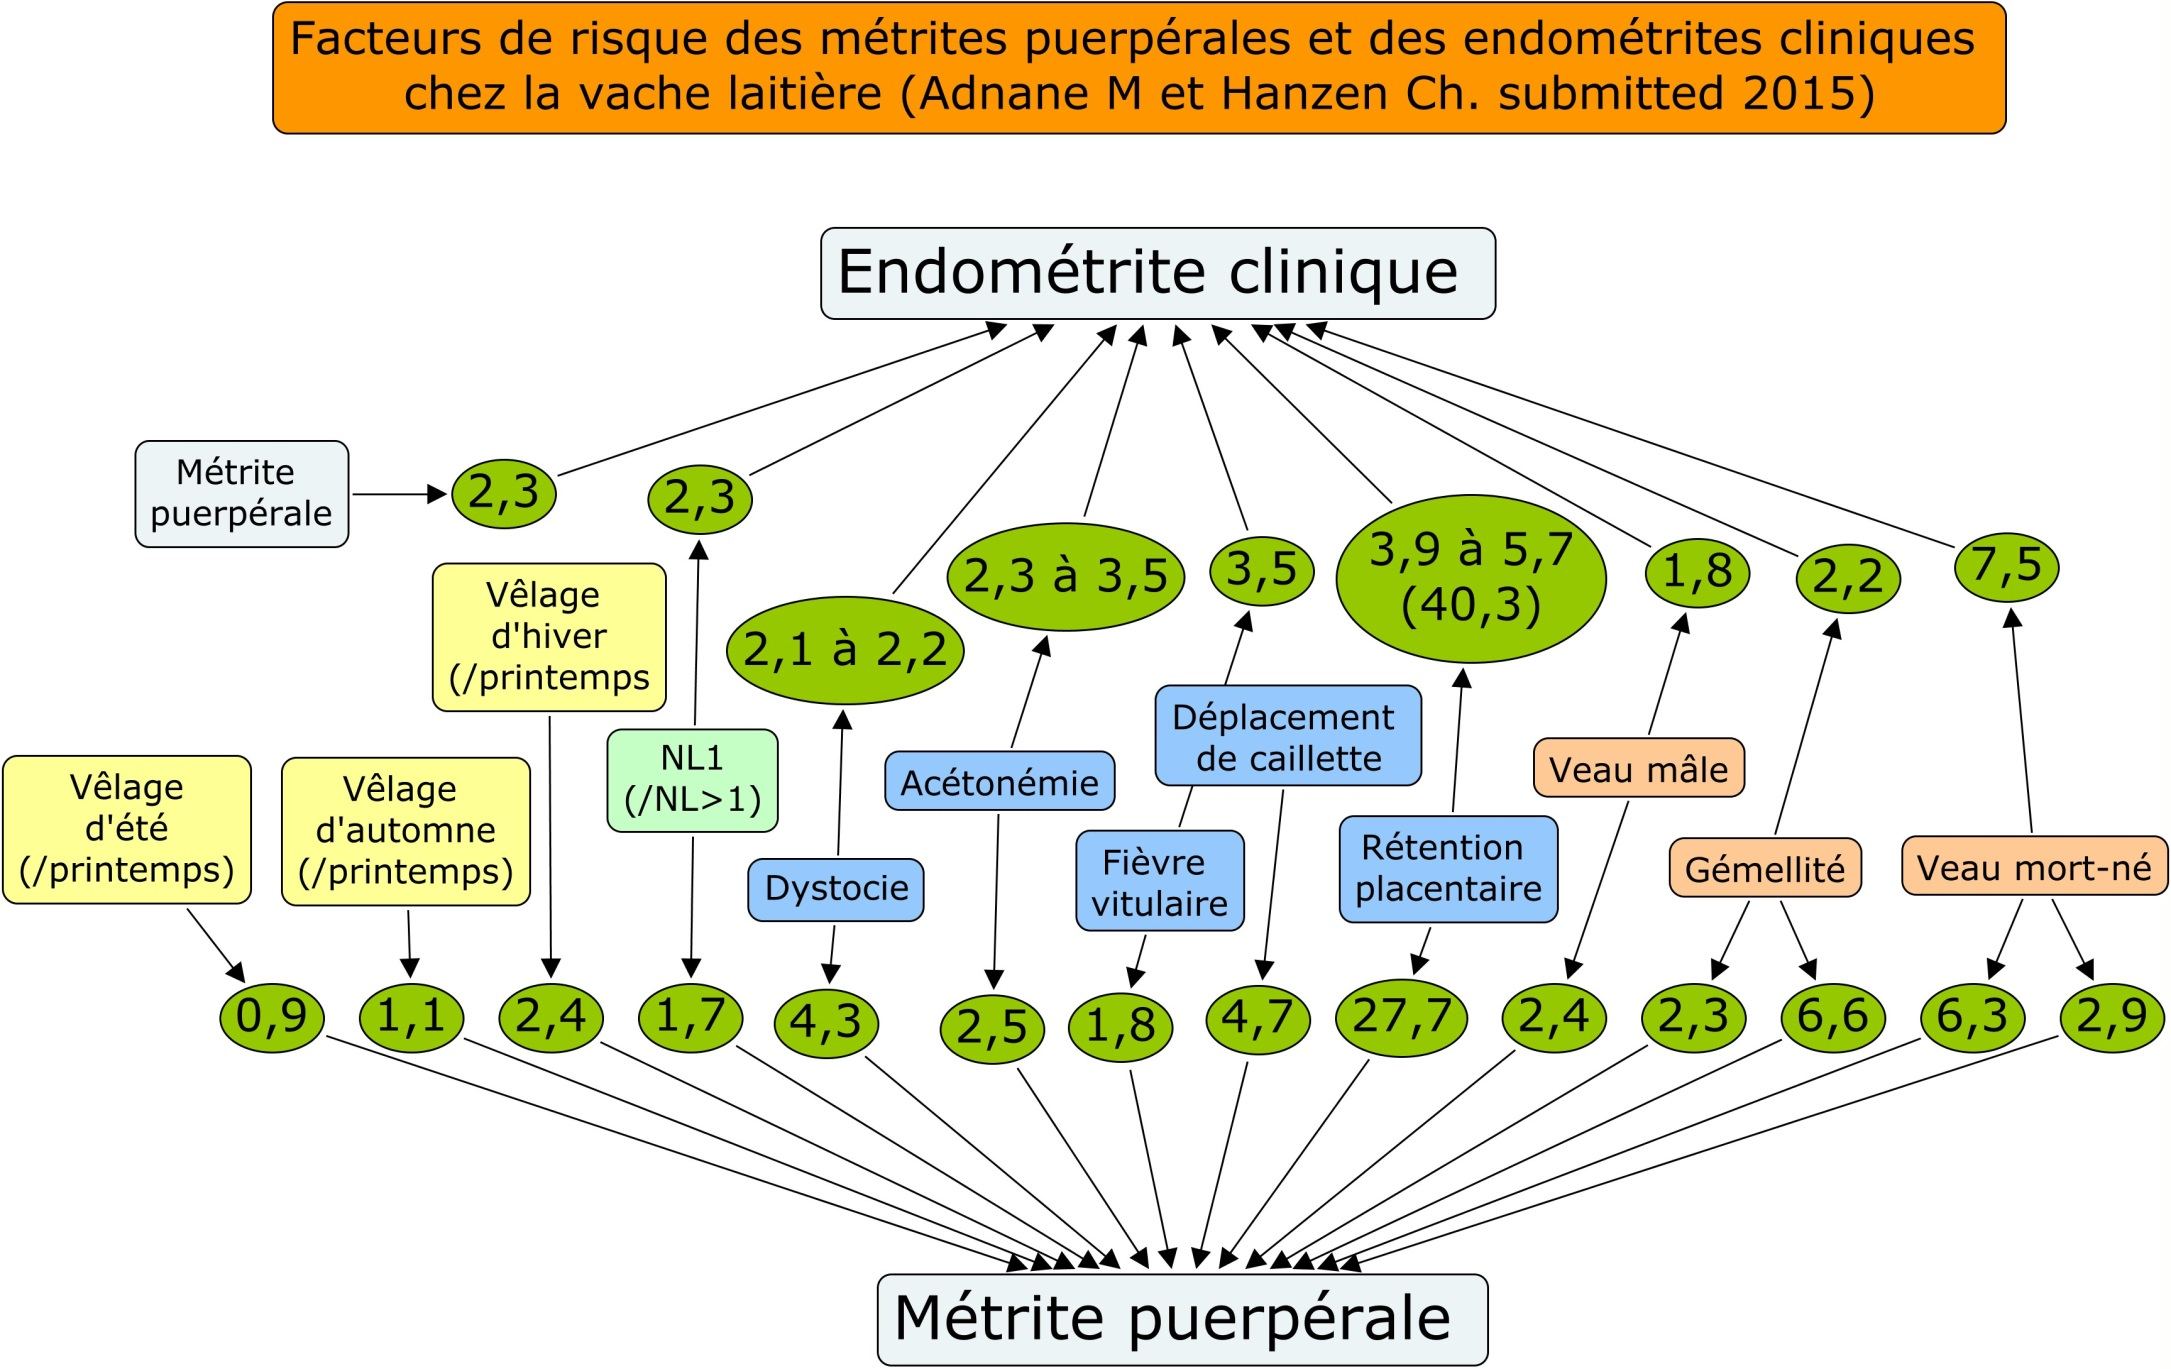 Facteurs de risque des métrites puerpérales et des endométrites cliniques
chez la vache laitière (Adnane M et Hanzen Ch. submitted 2015)
Endométrite clinique
Métrite
puerpérale
2,3
2,3
2,1 à 2,2
2,3 à 3,5
3,5
3,9 à 5,7
(40,3)
1,8
2,2
7,5
Vêlage
d'été
(/printemps)
Vêlage
d'automne
(/printemps)
Vêlage
d'hiver
(/printemps
NL1
(/NL>1)
Dystocie
Acétonémie
Fièvre
vitulaire
Déplacement
de caillette
Rétention
placentaire
Veau mâle
Gémellité
Veau mort-né
0,9
1,1
2,4
1,7
4,3
2,5
1,8
4,7
27,7
2,4
2,3
6,6
6,3
2,9
Métrite puerpérale